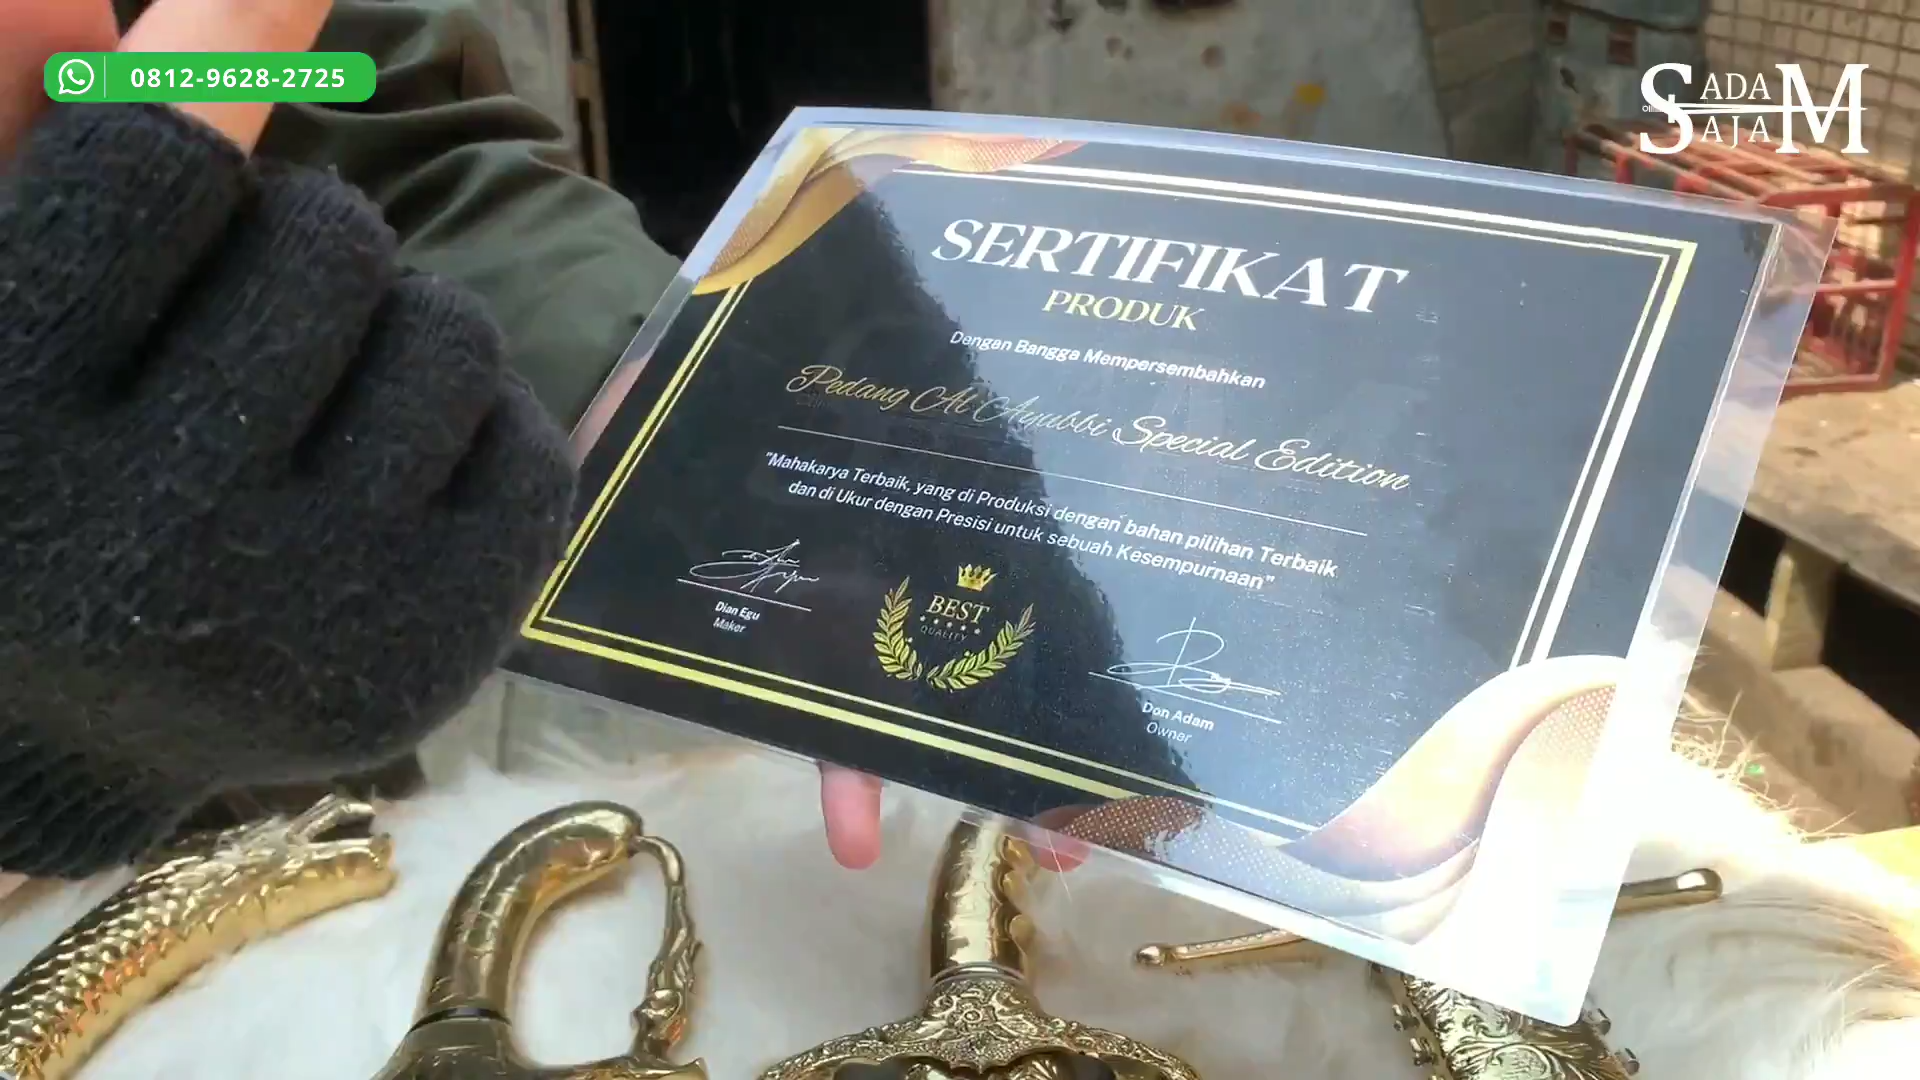 0812-9628-2725
SADAM
SAJAM
SERTIFIKAT
PRODUK
Dengan Bangga Mempersembahkan
Pedang Al Ayubbi Special Edition
"Mahakarya Terbaik, yang di Produksi dengan bahan pilihan Terbaik
dan di Ukur dengan Presisi untuk sebuah Kesempurnaan"
BEST
QUALITY
Dian Egu
Maker
Don Adam
Owner